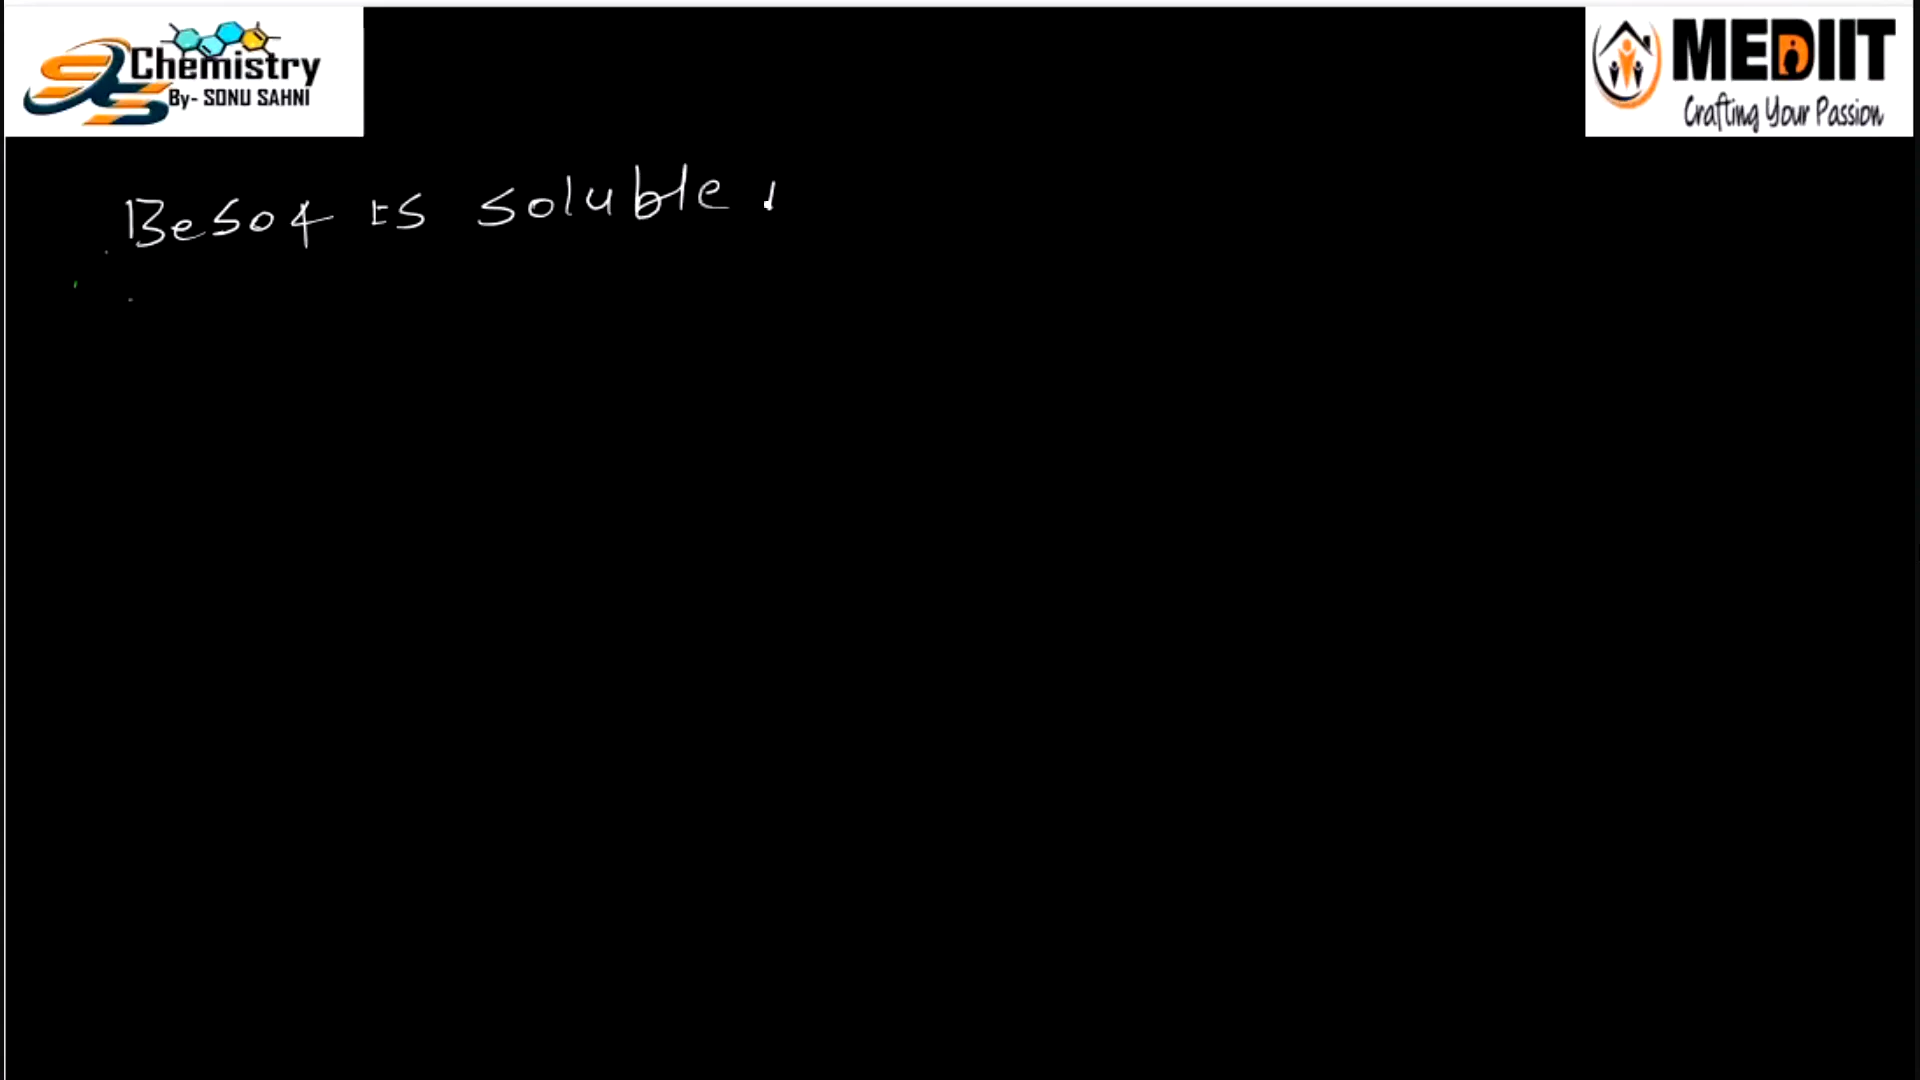 Chemistry
By- SONU SAHNI
MEDIIT
Crafting Your Passion
BeSO4 is soluble